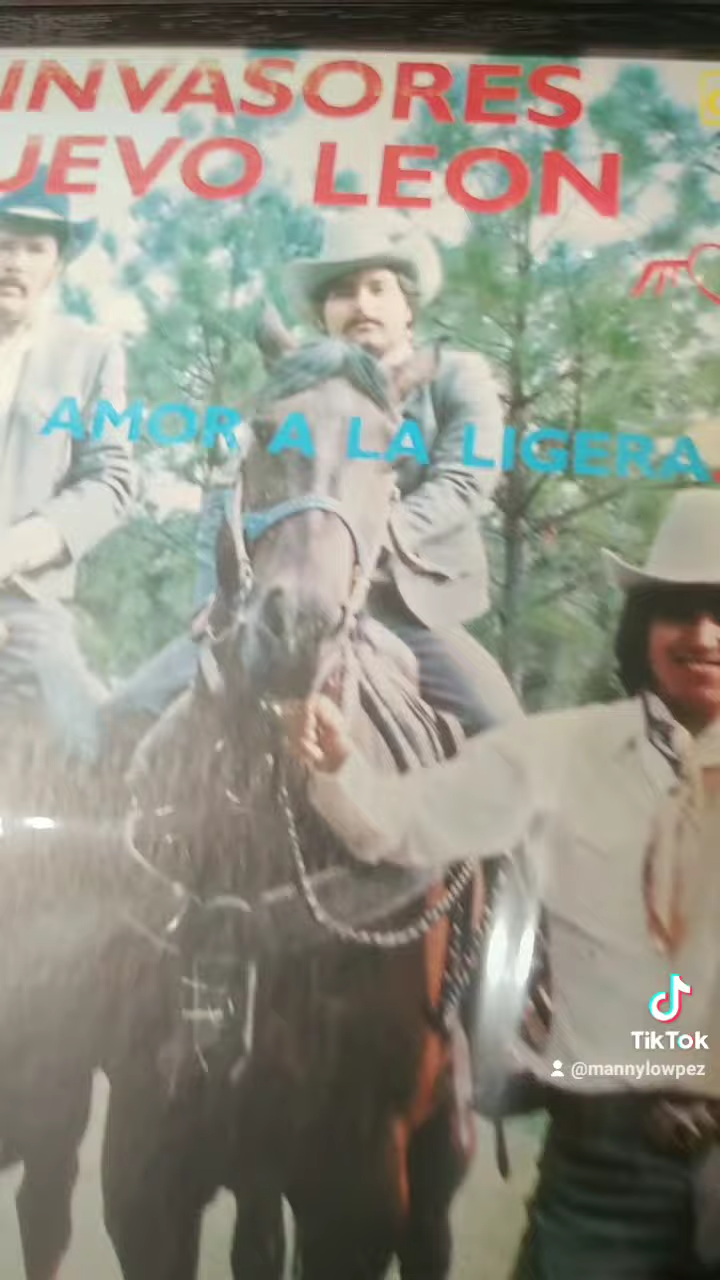 INVASORES
UEVO LEON
AMOR A LA LIGERA
TikTok
@mannylowpez